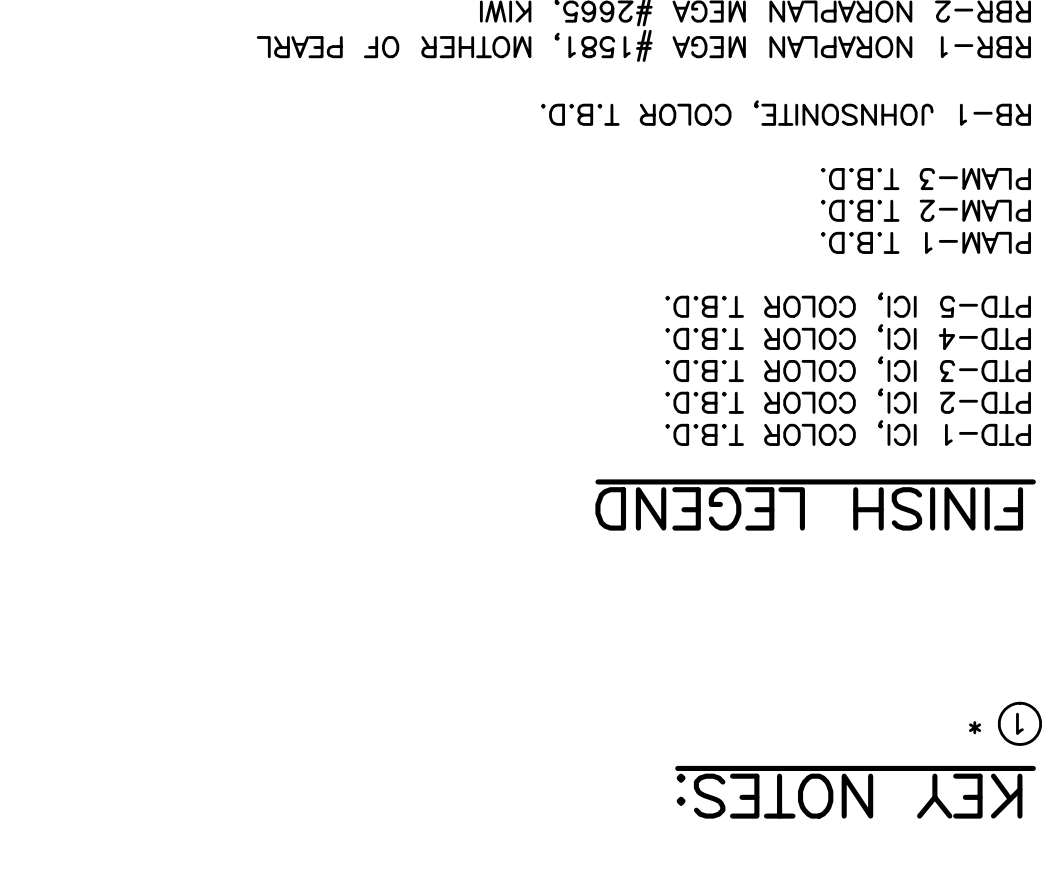 KEY NOTES:
1 *
FINISH LEGEND
PTD-1 ICI, COLOR T.B.D.
PTD-2 ICI, COLOR T.B.D.
PTD-3 ICI, COLOR T.B.D.
PTD-4 ICI, COLOR T.B.D.
PTD-5 ICI, COLOR T.B.D.
PLAM-1 T.B.D.
PLAM-2 T.B.D.
PLAM-3 T.B.D.
RB-1 JOHNSONITE, COLOR T.B.D.
RBR-1 NORAPLAN MEGA #1581, MOTHER OF PEARL
RBR-2 NORAPLAN MEGA #2665, KIWI